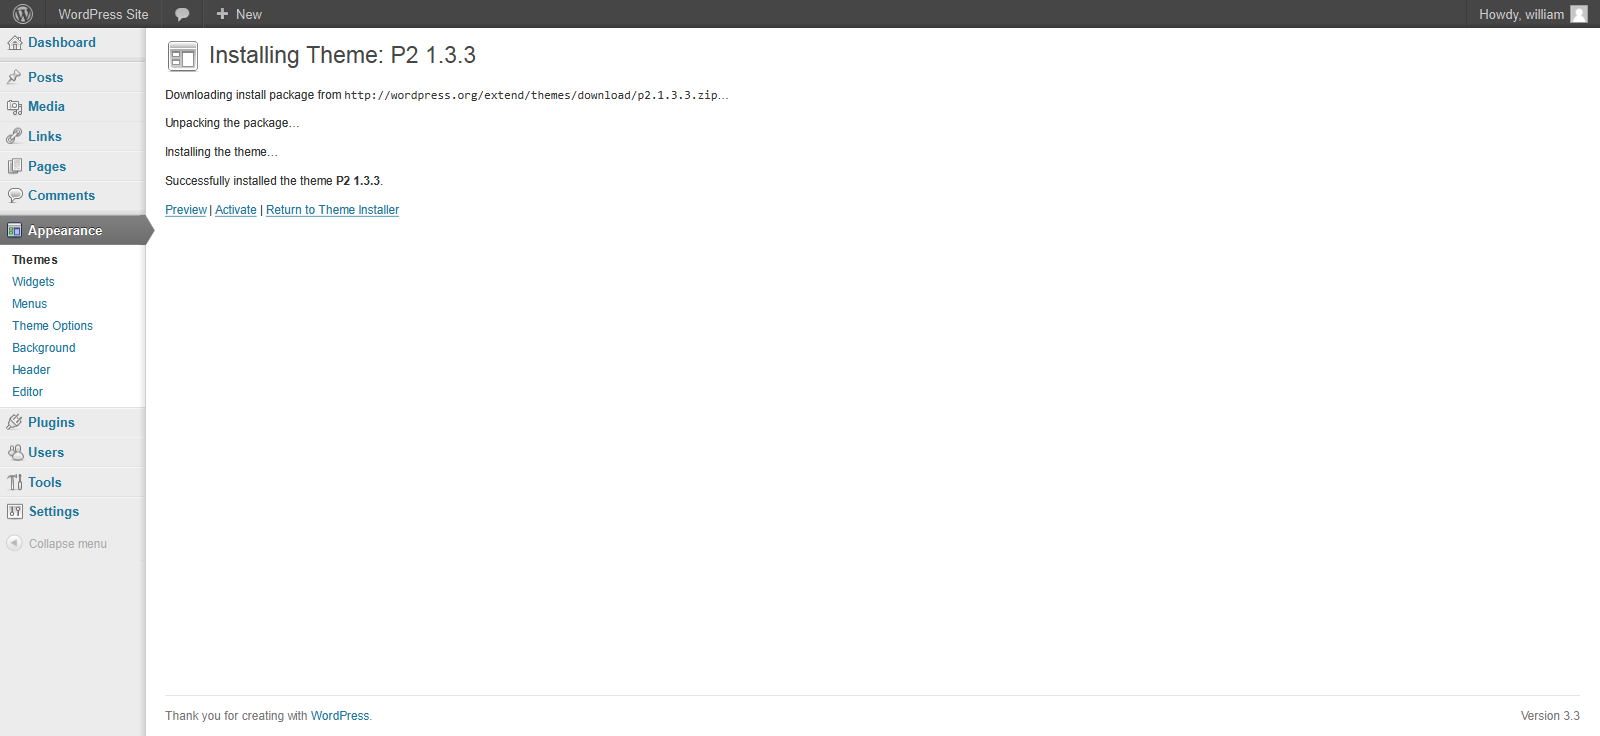 WordPress Site New Howdy, william
Dashboard
Posts
Media
Links
Pages
Comments
Appearance
Themes
Widgets
Menus
Theme Options
Background
Header
Editor
Plugins
Users
Tools
Settings
Collapse menu
Installing Theme: P2 1.3.3
Downloading install package from http://wordpress.org/extend/themes/download/p2.1.3.3.zip…
Unpacking the package…
Installing the theme…
Successfully installed the theme P2 1.3.3.
Preview | Activate | Return to Theme Installer
Thank you for creating with WordPress. Version 3.3